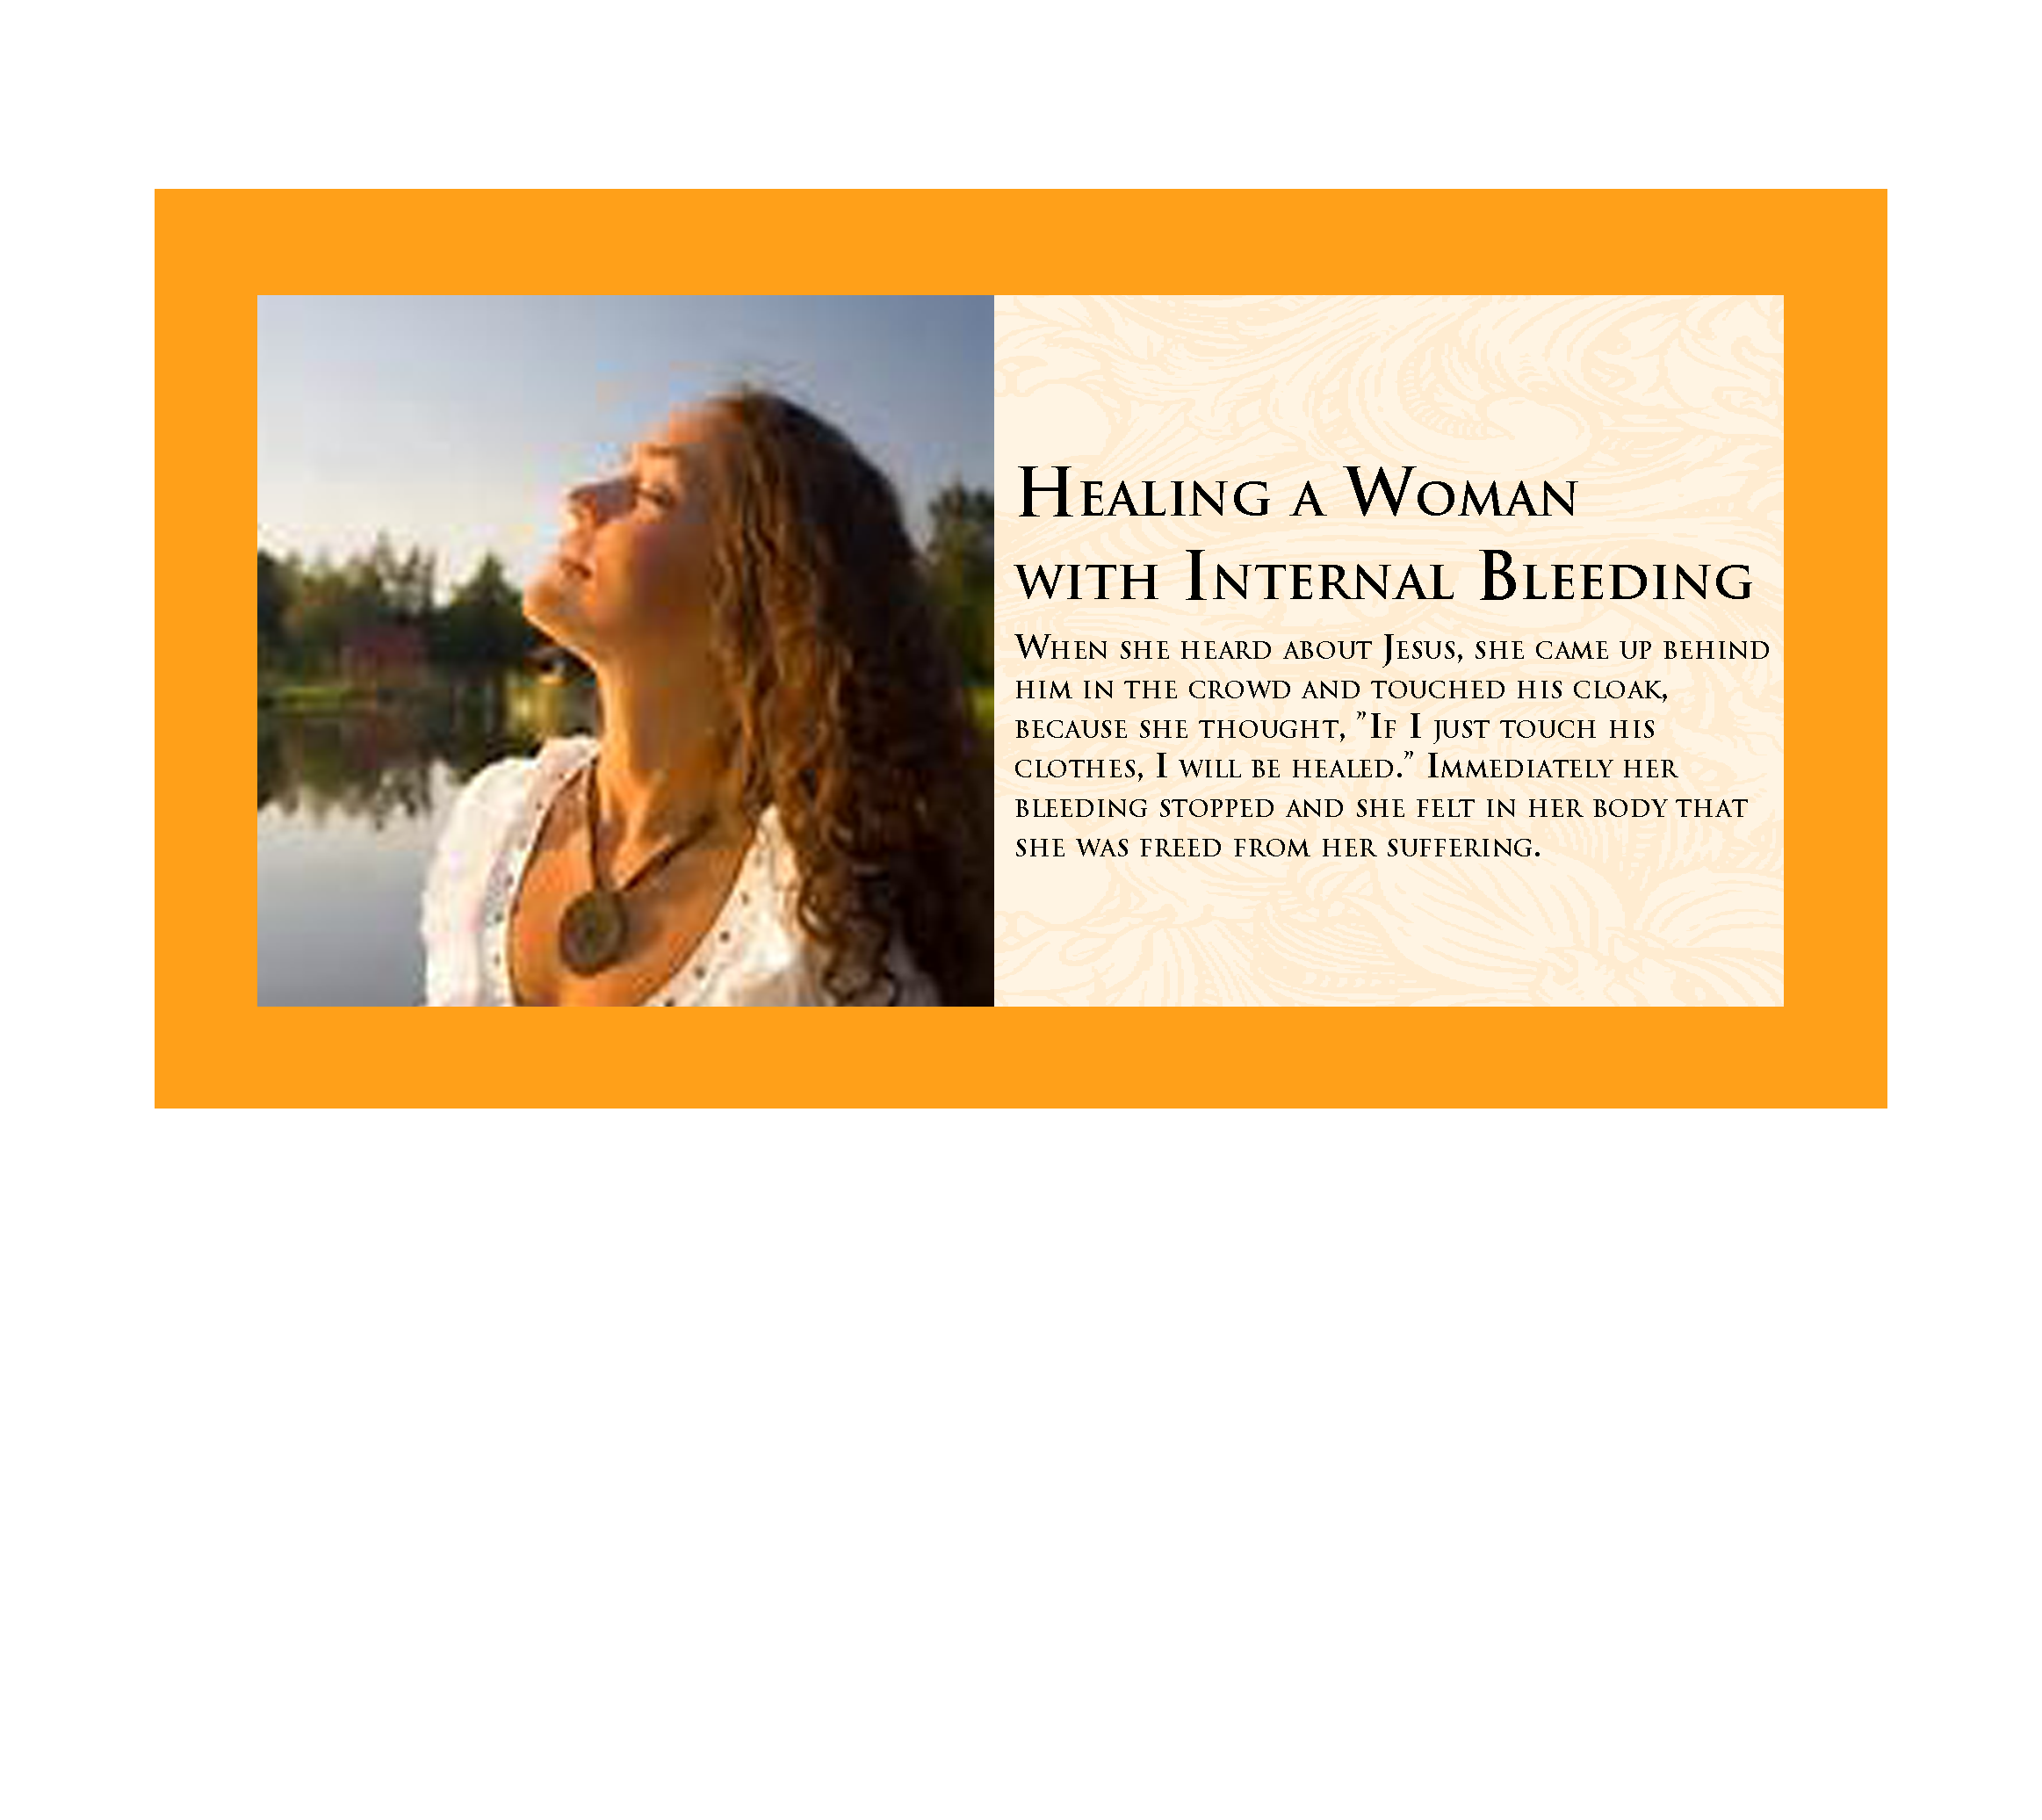 Healing a Woman
with Internal Bleeding
When she heard about Jesus, she came up behind
him in the crowd and touched his cloak,
because she thought, ”If I just touch his
clothes, I will be healed.” Immediately her
bleeding stopped and she felt in her body that
she was freed from her suffering.